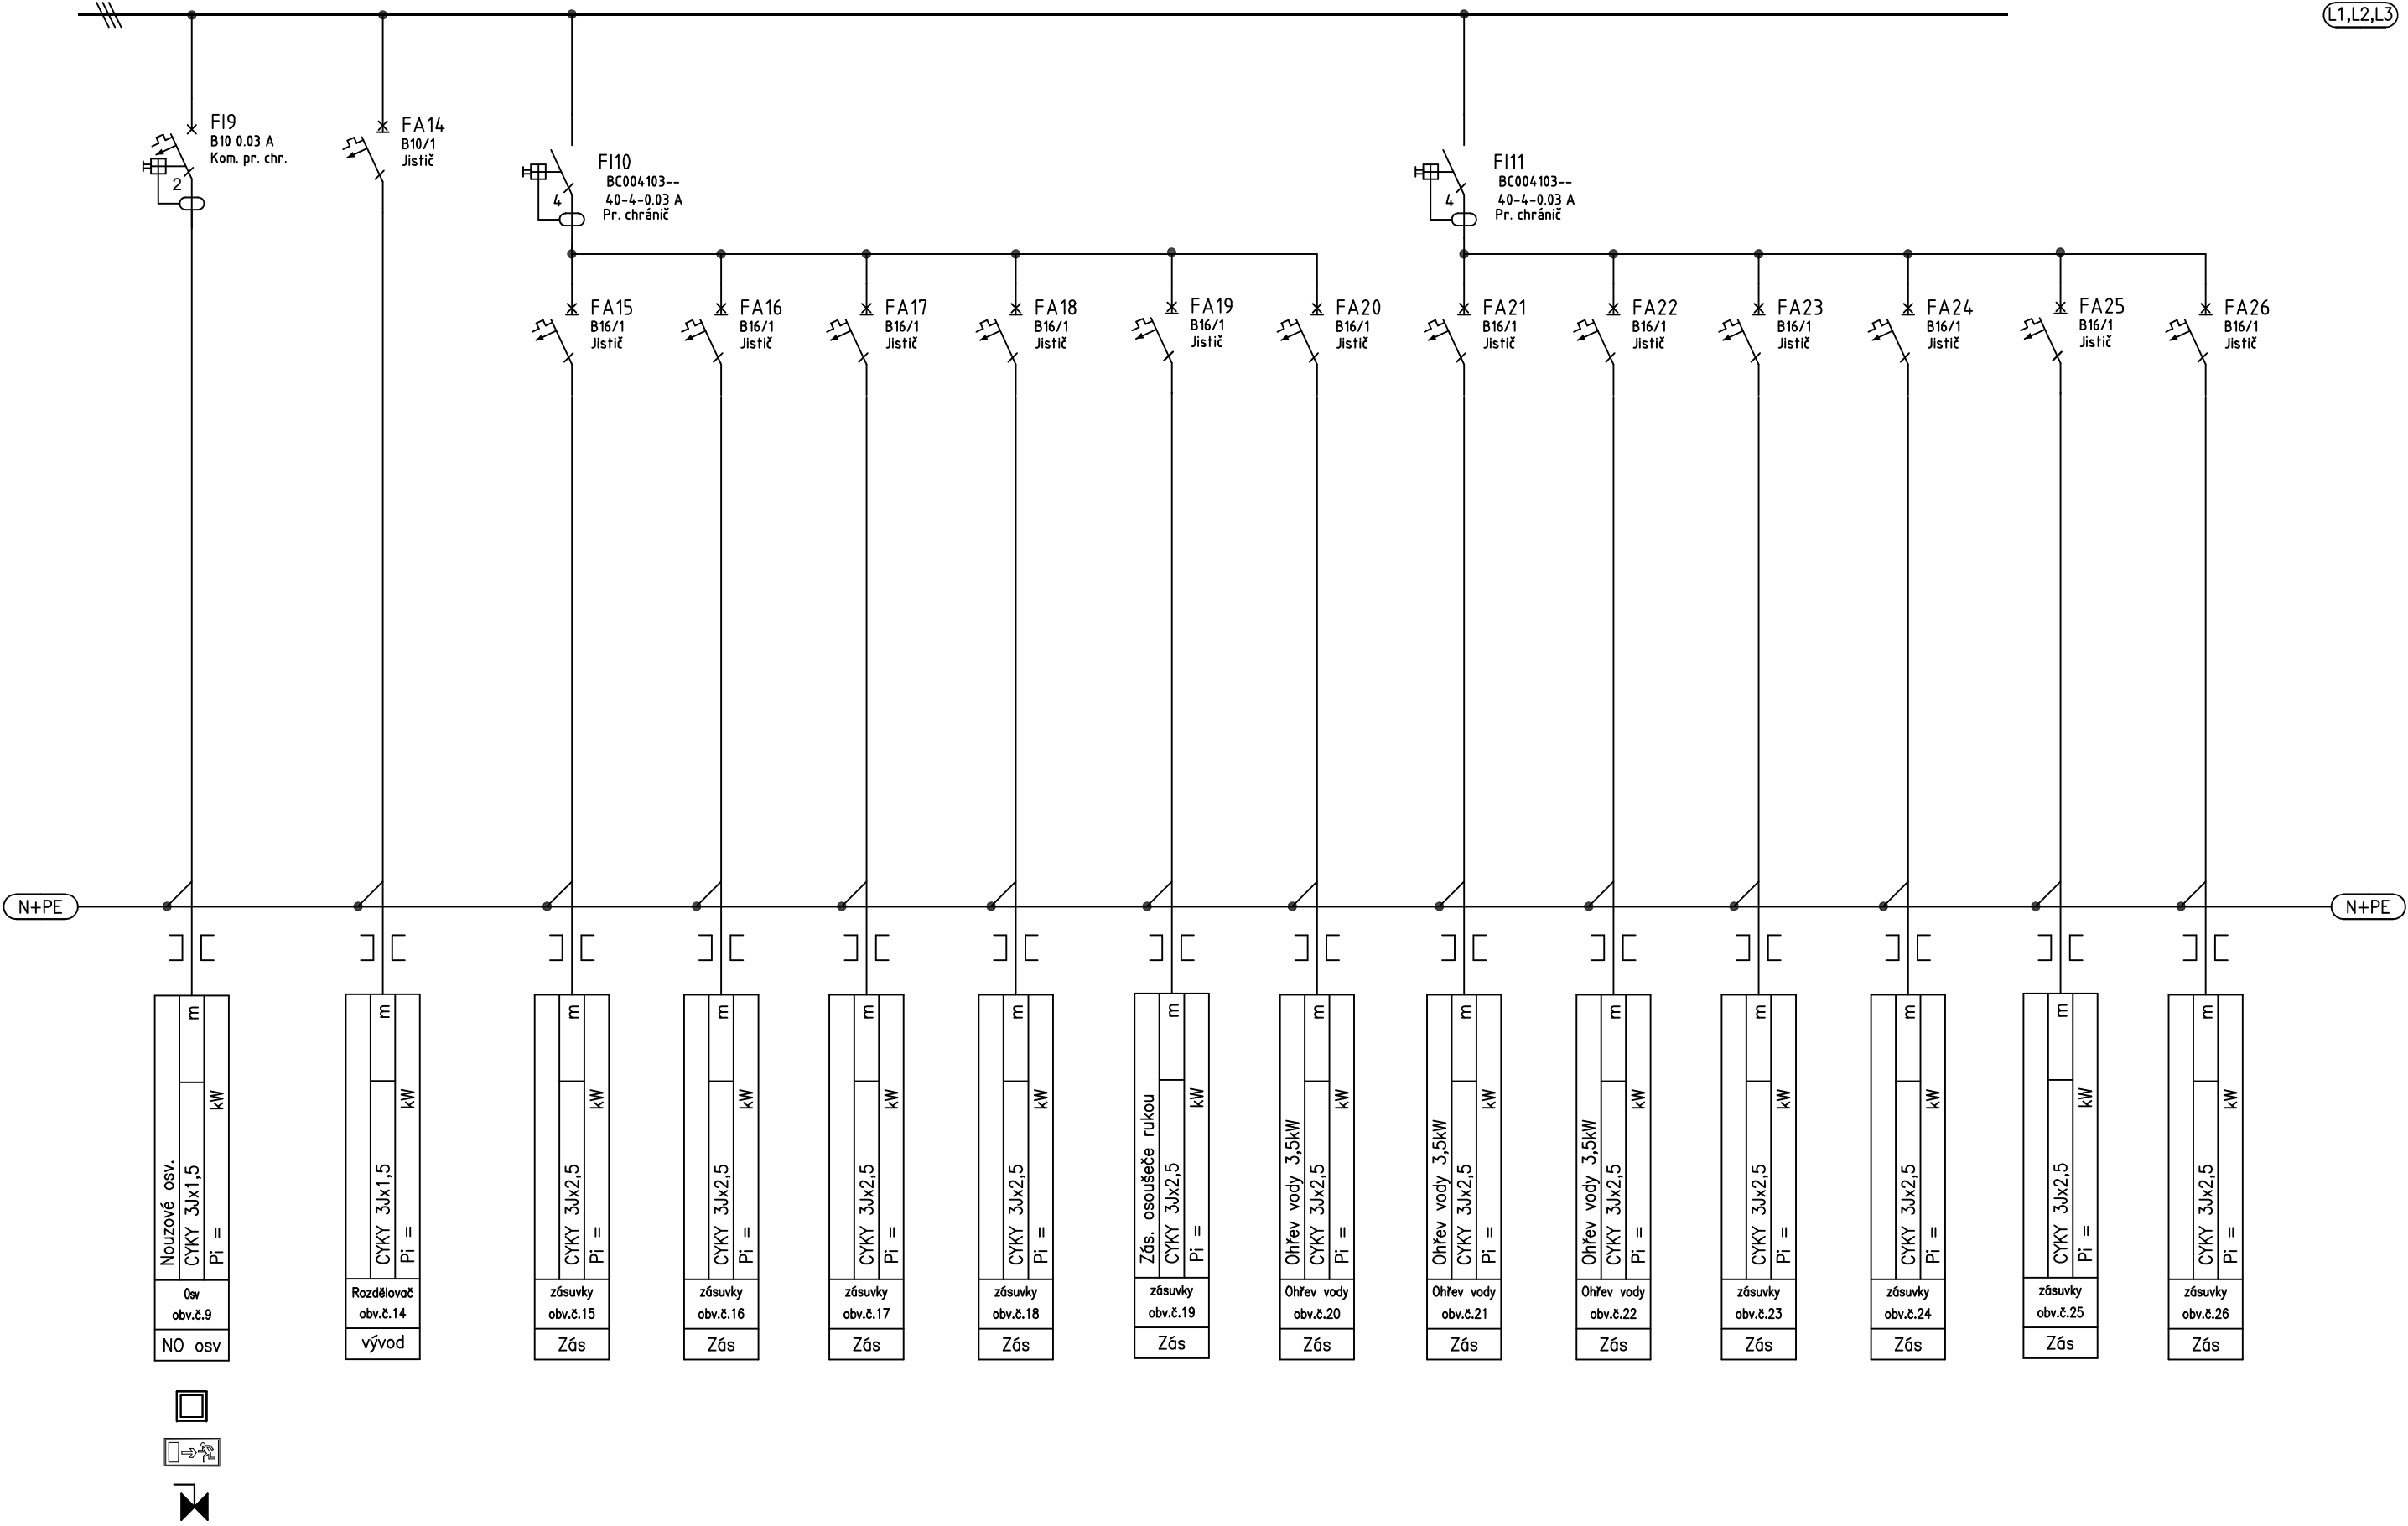 L1,L2,L3
FI9
B10 0.03 A
Kom. pr. chr.
2
FA14
B10/1
Jistič
FI10
BC004103--
40-4-0.03 A
Pr. chránič
4
FI11
BC004103--
40-4-0.03 A
Pr. chránič
4
FA15
B16/1
Jistič
FA16
B16/1
Jistič
FA17
B16/1
Jistič
FA18
B16/1
Jistič
FA19
B16/1
Jistič
FA20
B16/1
Jistič
FA21
B16/1
Jistič
FA22
B16/1
Jistič
FA23
B16/1
Jistič
FA24
B16/1
Jistič
FA25
B16/1
Jistič
FA26
B16/1
Jistič
N+PE
N+PE
Nouzové osv.
CYKY 3Jx1,5 m
Pi = kW
Osv
obv.č.9
NO osv
CYKY 3Jx1,5 m
Pi = kW
Rozdělovač
obv.č.14
vývod
CYKY 3Jx2,5 m
Pi = kW
zásuvky
obv.č.15
Zás
CYKY 3Jx2,5 m
Pi = kW
zásuvky
obv.č.16
Zás
CYKY 3Jx2,5 m
Pi = kW
zásuvky
obv.č.17
Zás
CYKY 3Jx2,5 m
Pi = kW
zásuvky
obv.č.18
Zás
Zás. osoušeče rukou
CYKY 3Jx2,5 m
Pi = kW
zásuvky
obv.č.19
Zás
Ohřev vody 3,5kW
CYKY 3Jx2,5 m
Pi = kW
Ohřev vody
obv.č.20
Zás
Ohřev vody 3,5kW
CYKY 3Jx2,5 m
Pi = kW
Ohřev vody
obv.č.21
Zás
Ohřev vody 3,5kW
CYKY 3Jx2,5 m
Pi = kW
Ohřev vody
obv.č.22
Zás
CYKY 3Jx2,5 m
Pi = kW
zásuvky
obv.č.23
Zás
CYKY 3Jx2,5 m
Pi = kW
zásuvky
obv.č.24
Zás
CYKY 3Jx2,5 m
Pi = kW
zásuvky
obv.č.25
Zás
CYKY 3Jx2,5 m
Pi = kW
zásuvky
obv.č.26
Zás